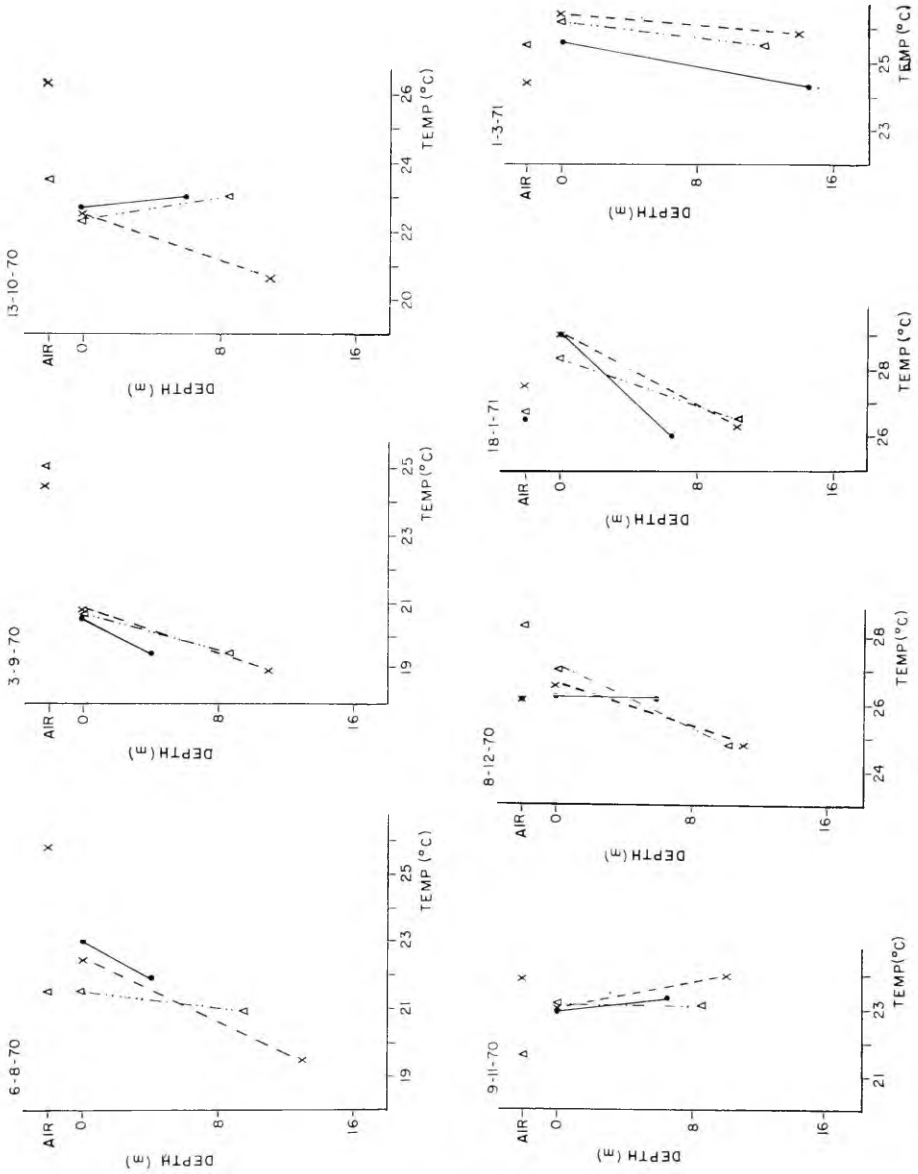 6-8-70
AIR
0
8
16
DEPTH (m)
19
21
23
25
TEMP (°C)
3-9-70
AIR
0
8
16
DEPTH (m)
19
21
23
25
TEMP (°C)
13-10-70
AIR
0
8
16
DEPTH (m)
20
22
24
26
TEMP (°C)
9-11-70
AIR
0
8
16
DEPTH (m)
21
23
TEMP (°C)
8-12-70
AIR
0
8
16
DEPTH (m)
24
26
28
TEMP (°C)
18-1-71
AIR
0
8
16
DEPTH (m)
26
28
TEMP (°C)
1-3-71
AIR
0
8
16
DEPTH (m)
23
25
TEMP (°C)